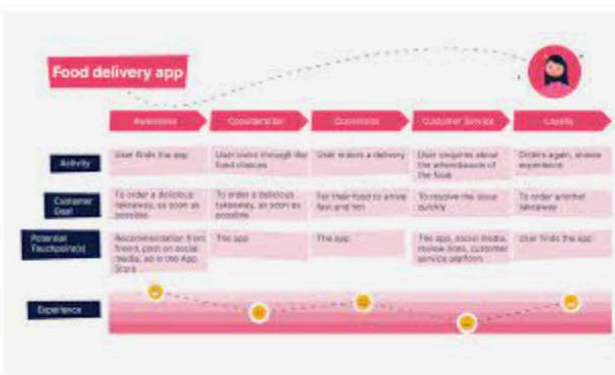 Food delivery app
Awareness
Consideration
Conversion
Customer Service
Loyalty
Activity
User finds the app
User looks through the
food choices
User makes a delivery
User enquires about
the whereabouts of
the food
Orders again, shares
experience
Customer
Goal
To order a delicious
takeaway, as soon as
possible
To order a delicious
takeaway, as soon as
possible
For their food to arrive
fast and hot
To resolve the issue
quickly
To order another
takeaway
Potential
Touchpoint(s)
Recommendation from
friend, post on social
media, ad in the App
Store
The app
The app
The app, social media,
review sites, customer
service platform
User finds the app
Experience